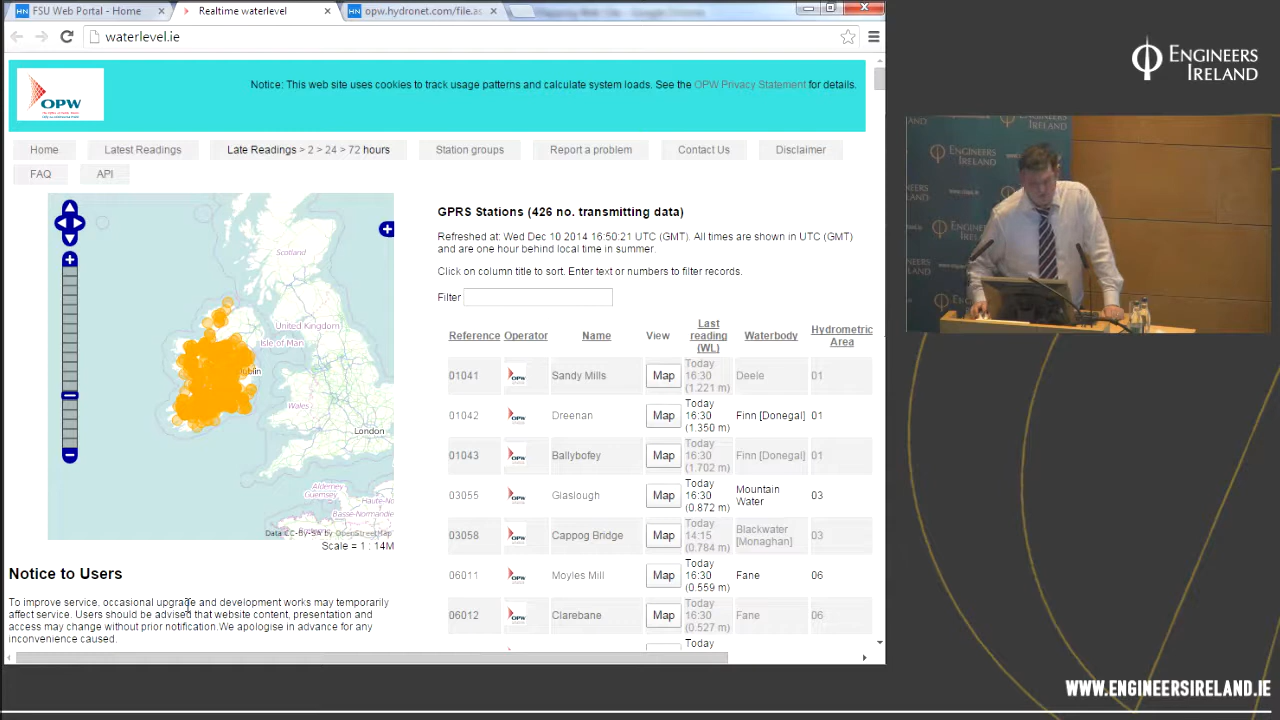 FSU Web Portal - Home
Realtime waterlevel
opw.hydronet.com/file.as
waterlevel.ie
OPW
Notice: This web site uses cookies to track usage patterns and calculate system loads. See the OPW Privacy Statement for details.
Home
Latest Readings
Late Readings > 2 > 24 > 72 hours
Station groups
Report a problem
Contact Us
Disclaimer
FAQ
API
Scotland
United Kingdom
Isle of Man
Wales
London
Alderney
Guernsey
Data CC-By-SA by OpenStreetMap
Scale = 1 : 14M
Notice to Users
To improve service, occasional upgrade and development works may temporarily
affect service. Users should be advised that website content, presentation and
access may change without prior notification.We apologise in advance for any
inconvenience caused.
GPRS Stations (426 no. transmitting data)
Refreshed at: Wed Dec 10 2014 16:50:21 UTC (GMT). All times are shown in UTC (GMT)
and are one hour behind local time in summer.
Click on column title to sort. Enter text or numbers to filter records.
Filter
Reference Operator Name View Last reading (WL) Waterbody Hydrometric Area
01041 OPW Sandy Mills Map Today 16:30 (1.221 m) Deele 01
01042 OPW Dreenan Map Today 16:30 (1.350 m) Finn [Donegal] 01
01043 OPW Ballybofey Map Today 16:30 (1.702 m) Finn [Donegal] 01
03055 OPW Glaslough Map Today 16:30 (0.872 m) Mountain Water 03
03058 OPW Cappog Bridge Map Today 14:15 (0.784 m) Blackwater [Monaghan] 03
06011 OPW Moyles Mill Map Today 16:30 (0.559 m) Fane 06
06012 OPW Clarebane Map Today 16:30 (0.527 m) Fane 06
Today
ENGINEERS
IRELAND
ENGINEERS
IRELAND
WWW.ENGINEERSIRELAND.IE